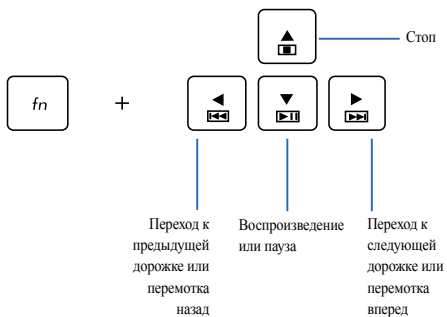 Стоп
fn
+
Переход к
предыдущей
дорожке или
перемотка
назад
Воспроизведение
или пауза
Переход к
следующей
дорожке или
перемотка
вперед